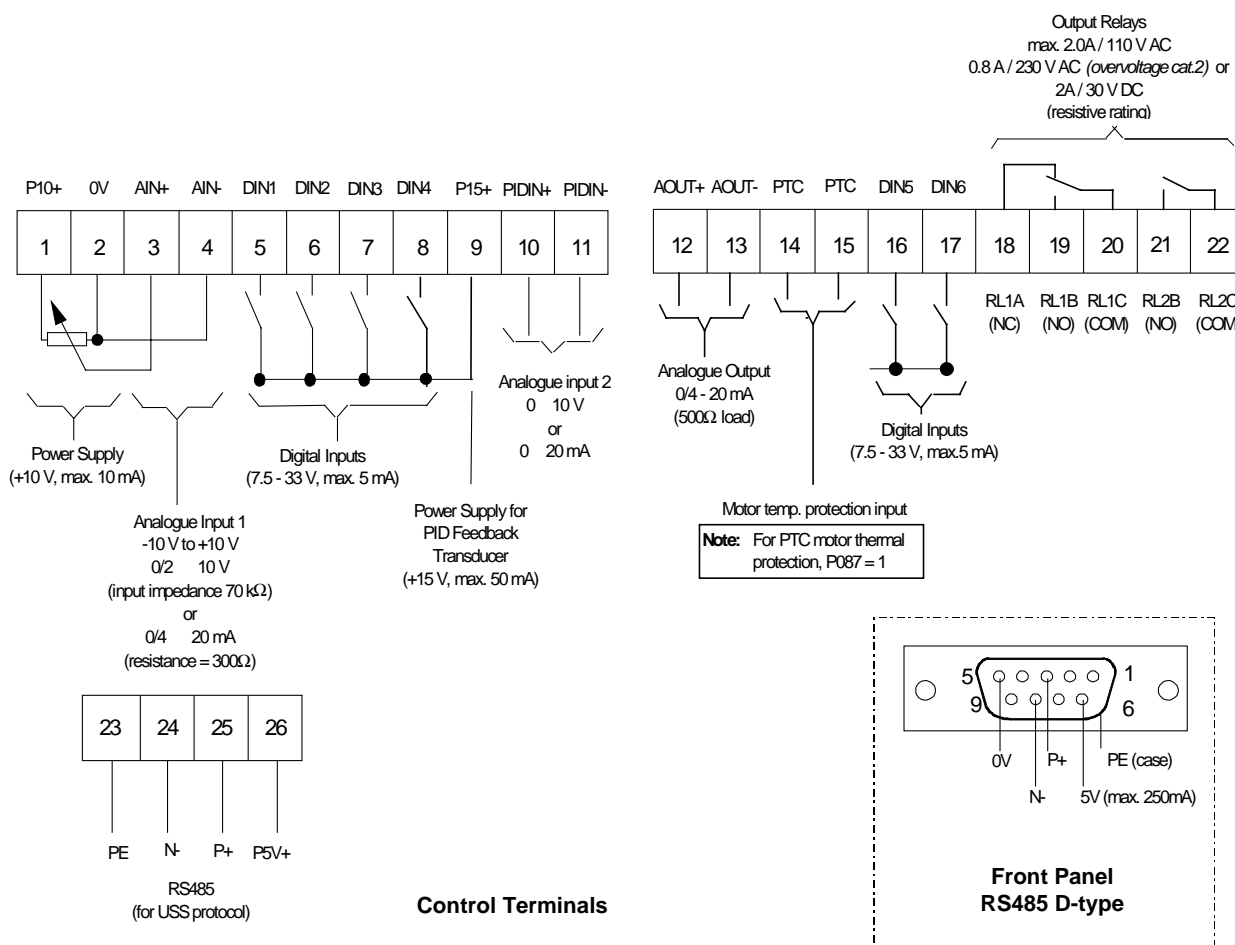 Output Relays
max. 2.0A / 110 V AC
0.8 A / 230 V AC (overvoltage cat.2) or
2A / 30 V DC
(resistive rating)
P10+ 0V AIN+ AIN- DIN1 DIN2 DIN3 DIN4 P15+ PIDIN+ PIDIN-
1 2 3 4 5 6 7 8 9 10 11
AOUT+ AOUT- PTC PTC DIN5 DIN6
12 13 14 15 16 17 18 19 20 21 22
RL1A RL1B RL1C RL2B RL2C
(NC) (NO) (COM) (NO) (COM
Power Supply
(+10 V, max. 10 mA)
Analogue Input 1
-10 V to +10 V
0/2 10 V
(input impedance 70 kΩ)
or
0/4 20 mA
(resistance = 300Ω)
Digital Inputs
(7.5 - 33 V, max. 5 mA)
Power Supply for
PID Feedback
Transducer
(+15 V, max. 50 mA)
Analogue input 2
0 10 V
or
0 20 mA
Analogue Output
0/4 - 20 mA
(500Ω load)
Motor temp. protection input
Note: For PTC motor thermal
protection, P087 = 1
Digital Inputs
(7.5 - 33 V, max.5 mA)
23 24 25 26
PE N- P+ P5V+
RS485
(for USS protocol)
Control Terminals
5 1
9 6
0V P+ PE (case)
N- 5V (max. 250mA)
Front Panel
RS485 D-type